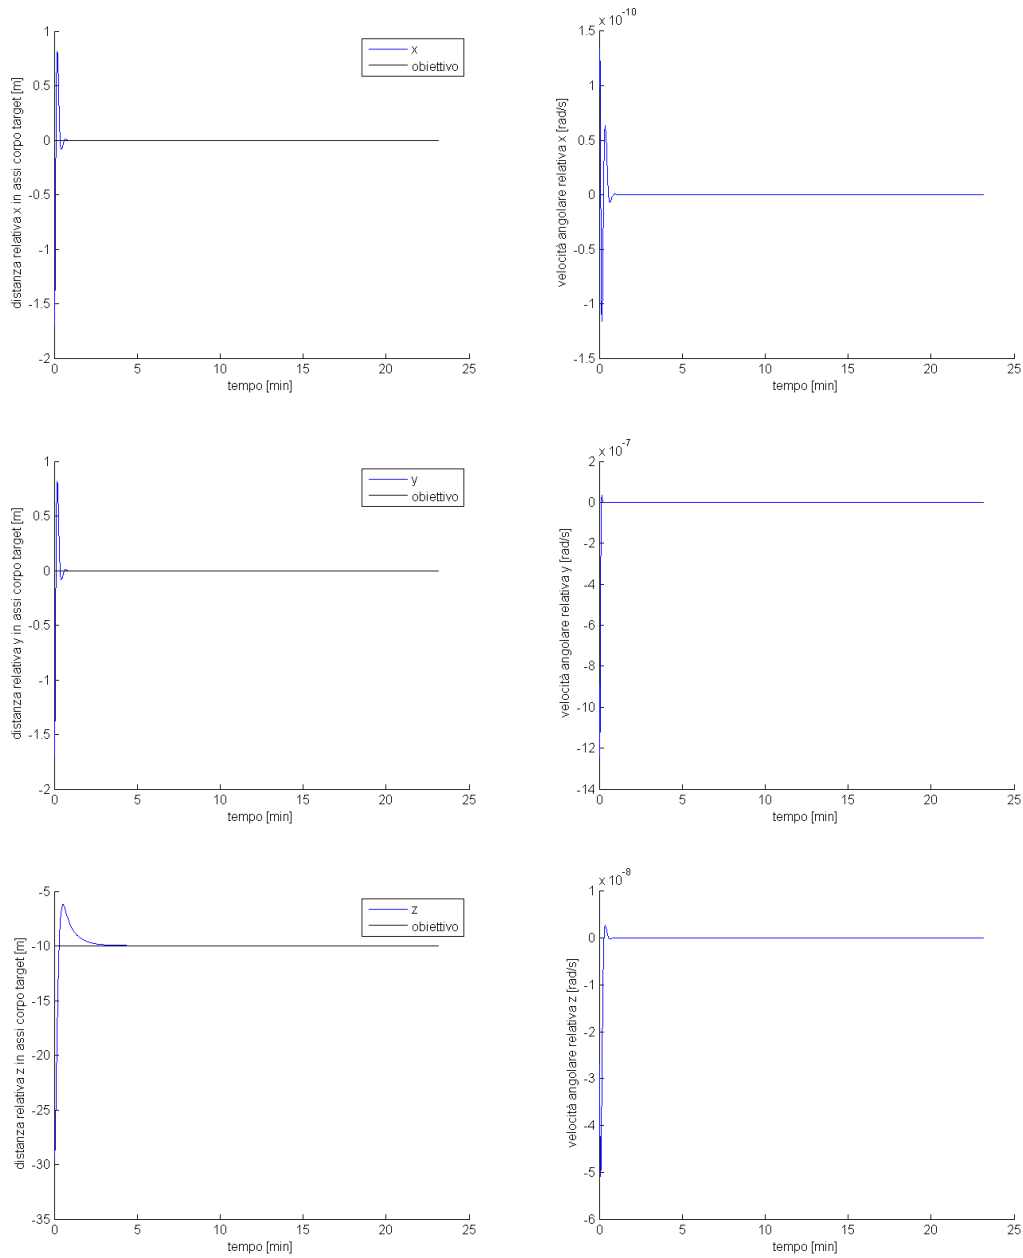 1
0.5
0
-0.5
-1
-1.5
-2
0 5 10 15 20 25
tempo [min]
distanza relativa x in assi corpo target [m]
x
obiettivo
x 10^-10
1.5
1
0.5
0
-0.5
-1
-1.5
0 5 10 15 20 25
tempo [min]
velocità angolare relativa x [rad/s]
1
0.5
0
-0.5
-1
-1.5
-2
0 5 10 15 20 25
tempo [min]
distanza relativa y in assi corpo target [m]
y
obiettivo
x 10^-7
2
0
-2
-4
-6
-8
-10
-12
-14
0 5 10 15 20 25
tempo [min]
velocità angolare relativa y [rad/s]
-5
-10
-15
-20
-25
-30
-35
0 5 10 15 20 25
tempo [min]
distanza relativa z in assi corpo target [m]
z
obiettivo
x 10^-8
1
0
-1
-2
-3
-4
-5
-6
0 5 10 15 20 25
tempo [min]
velocità angolare relativa z [rad/s]